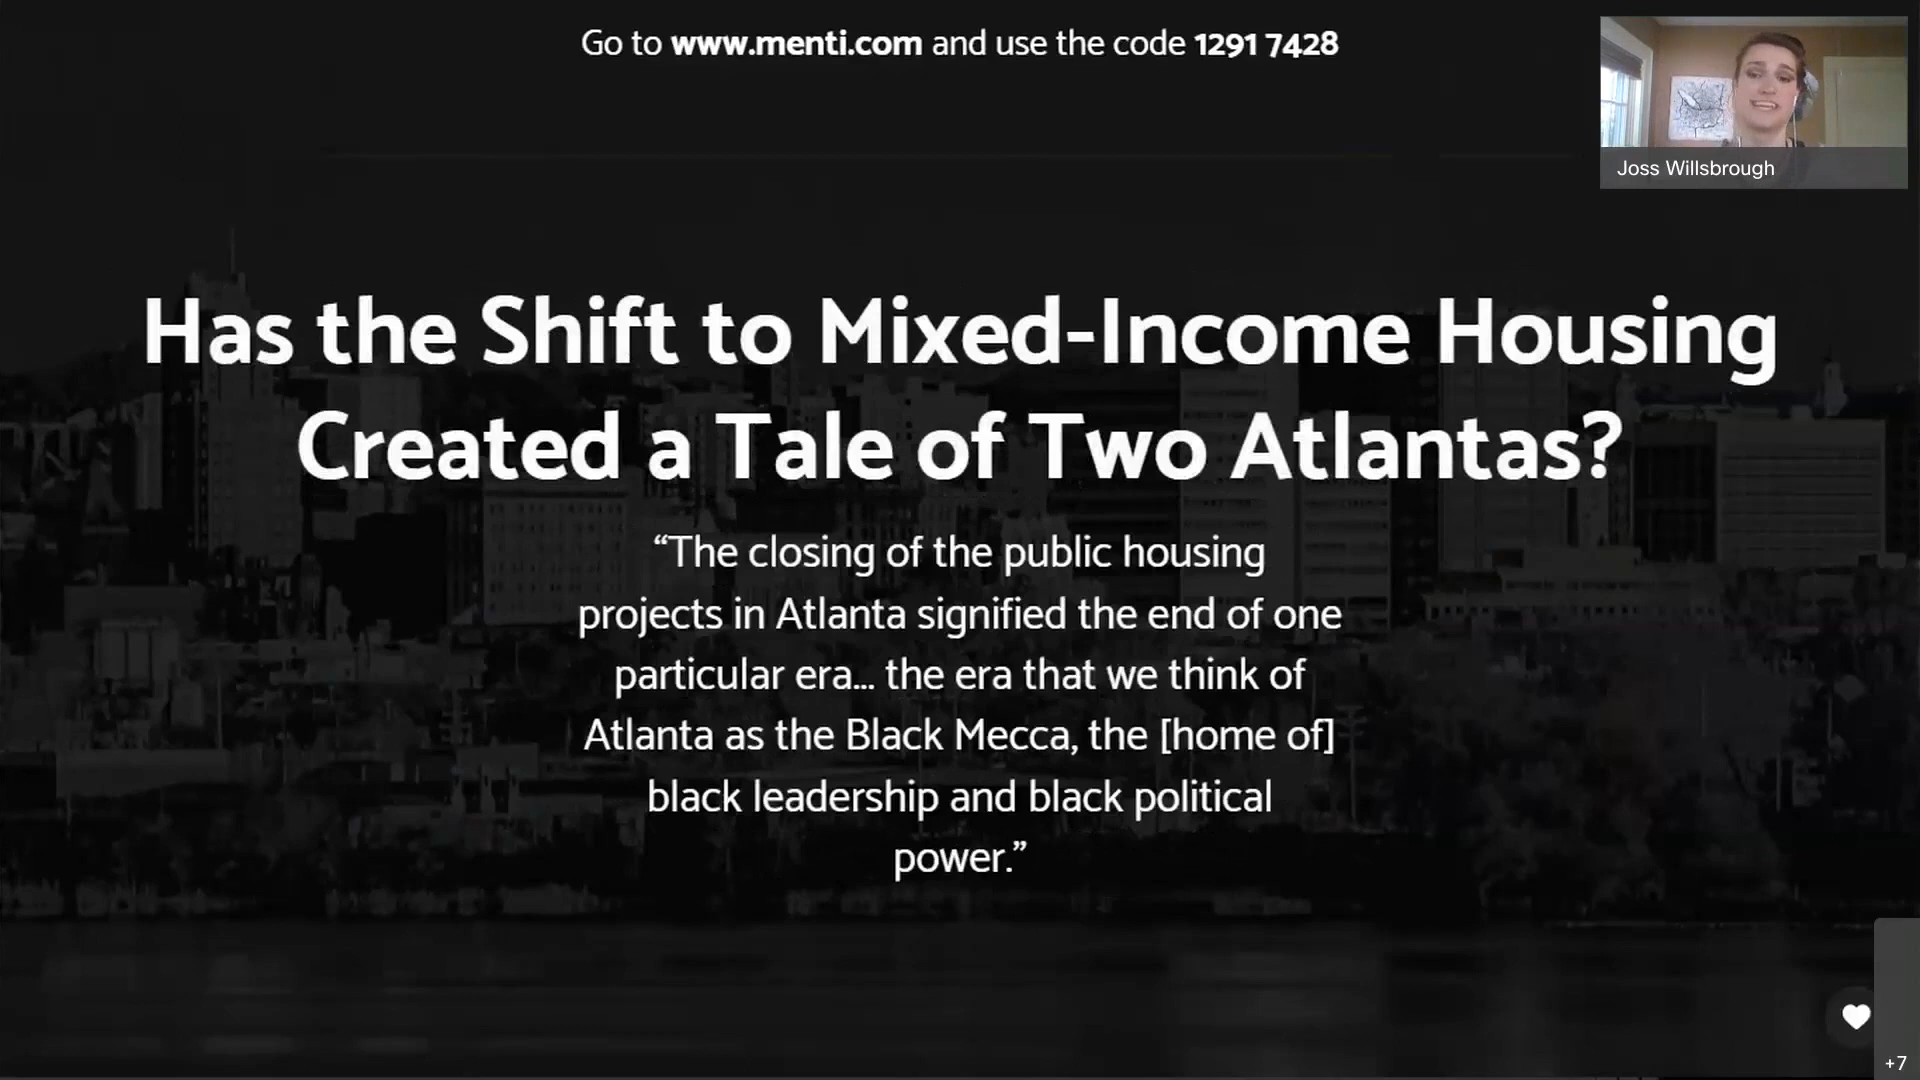 Go to www.menti.com and use the code 1291 7428
Joss Willsbrough
Has the Shift to Mixed-Income Housing
Created a Tale of Two Atlantas?
“The closing of the public housing
projects in Atlanta signified the end of one
particular era... the era that we think of
Atlanta as the Black Mecca, the [home of]
black leadership and black political
power.”
+7